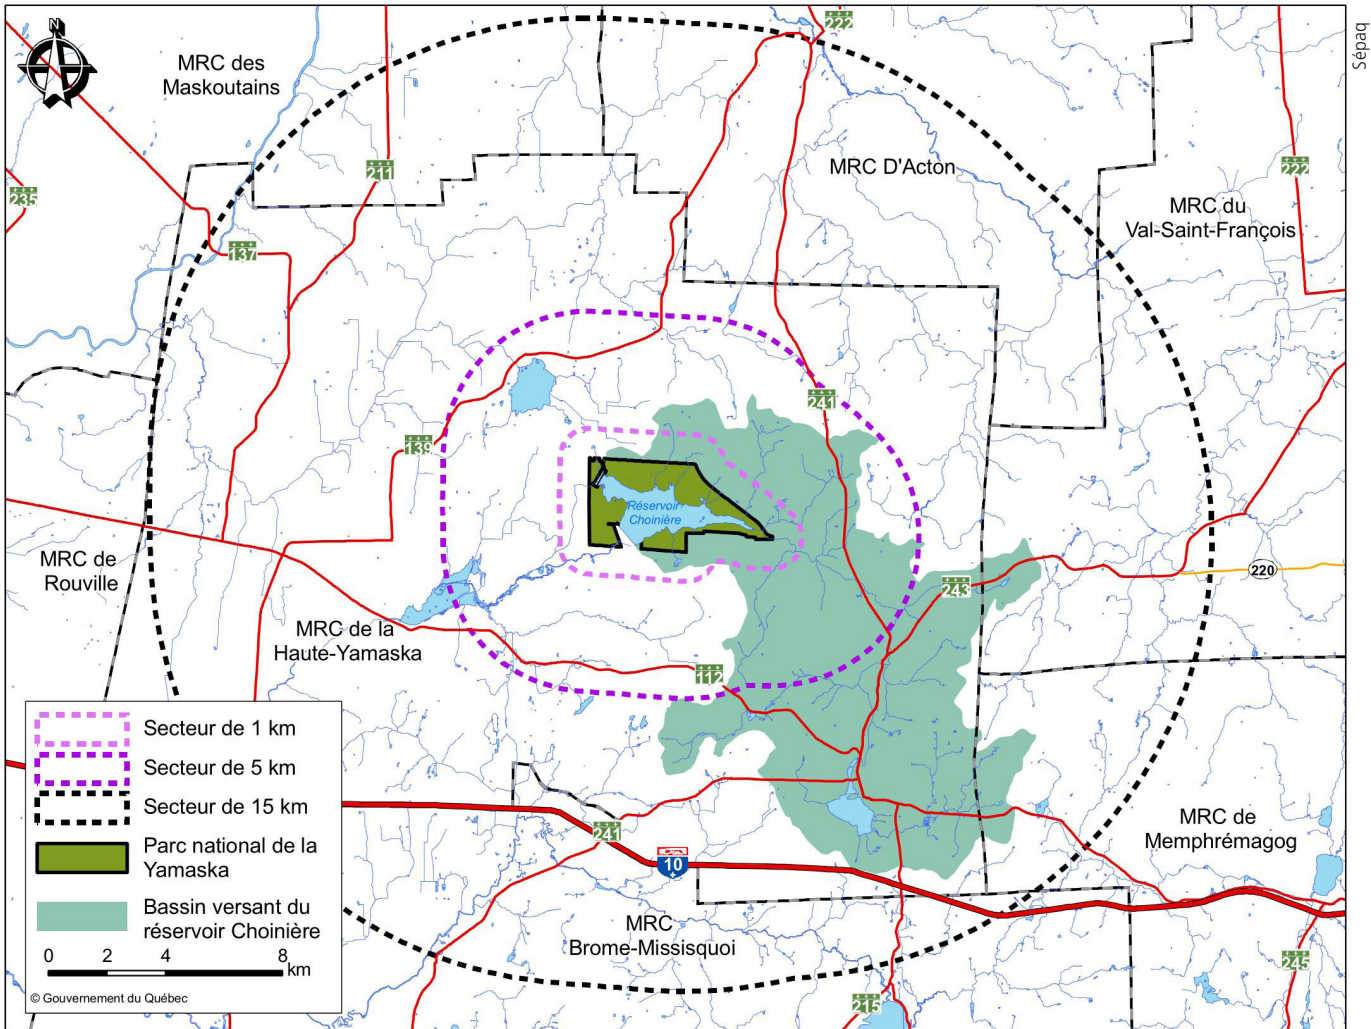 N
222
Sépaq
MRC des
Maskoutains
MRC D'Acton
211
222
235
MRC du
Val-Saint-François
137
241
139
Réservoir
Choinière
MRC de
Rouville
220
243
MRC de la
Haute-Yamaska
112
Secteur de 1 km
Secteur de 5 km
Secteur de 15 km
Parc national de la
Yamaska
Bassin versant du
réservoir Choinière
0 2 4 8
km
© Gouvernement du Québec
241
10
MRC de
Memphrémagog
MRC
Brome-Missisquoi
245
215